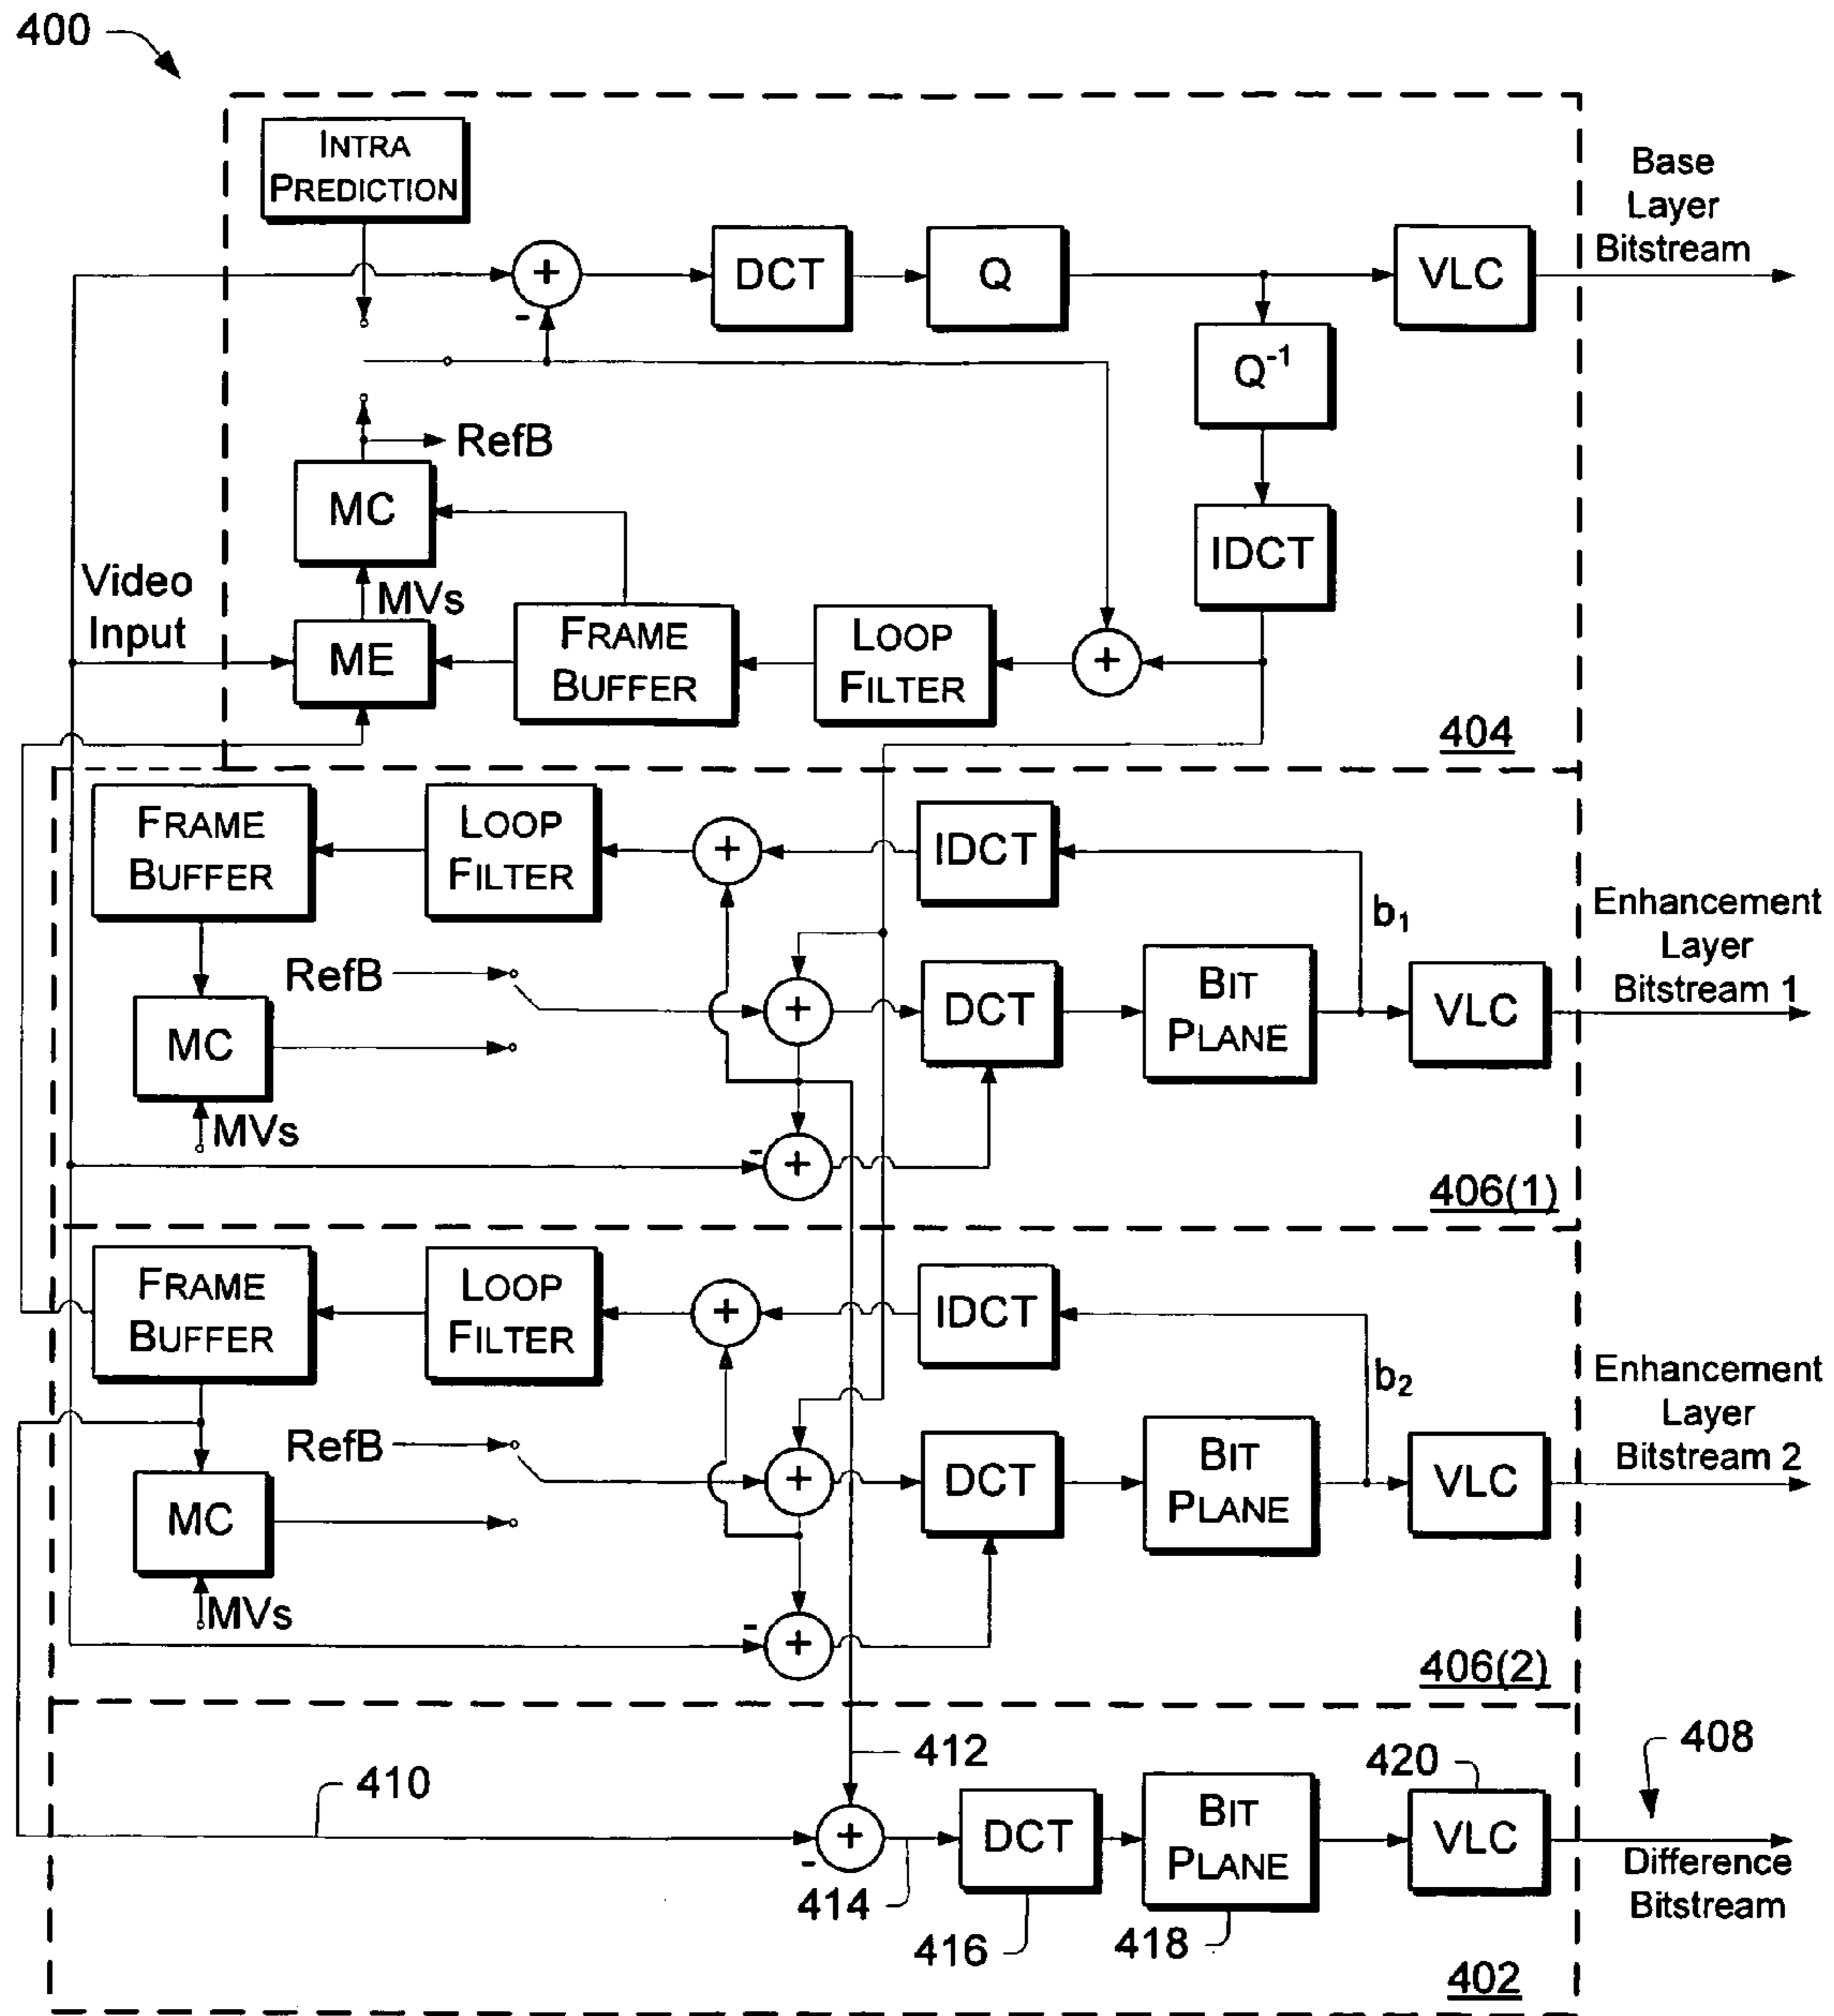 400
INTRA
PREDICTION
Base
Layer
Bitstream
+
-
DCT
Q
VLC
Q-1
RefB
MC
IDCT
Video
Input
MVs
ME
FRAME
BUFFER
LOOP
FILTER
+
404
FRAME
BUFFER
LOOP
FILTER
+
IDCT
b1
Enhancement
Layer
Bitstream 1
RefB
+
DCT
BIT
PLANE
VLC
MC
MVs
-
+
406(1)
FRAME
BUFFER
LOOP
FILTER
+
IDCT
b2
Enhancement
Layer
Bitstream 2
RefB
+
DCT
BIT
PLANE
VLC
MC
MVs
-
+
406(2)
412
420
408
410
+
-
DCT
BIT
PLANE
VLC
Difference
Bitstream
414
416
418
402